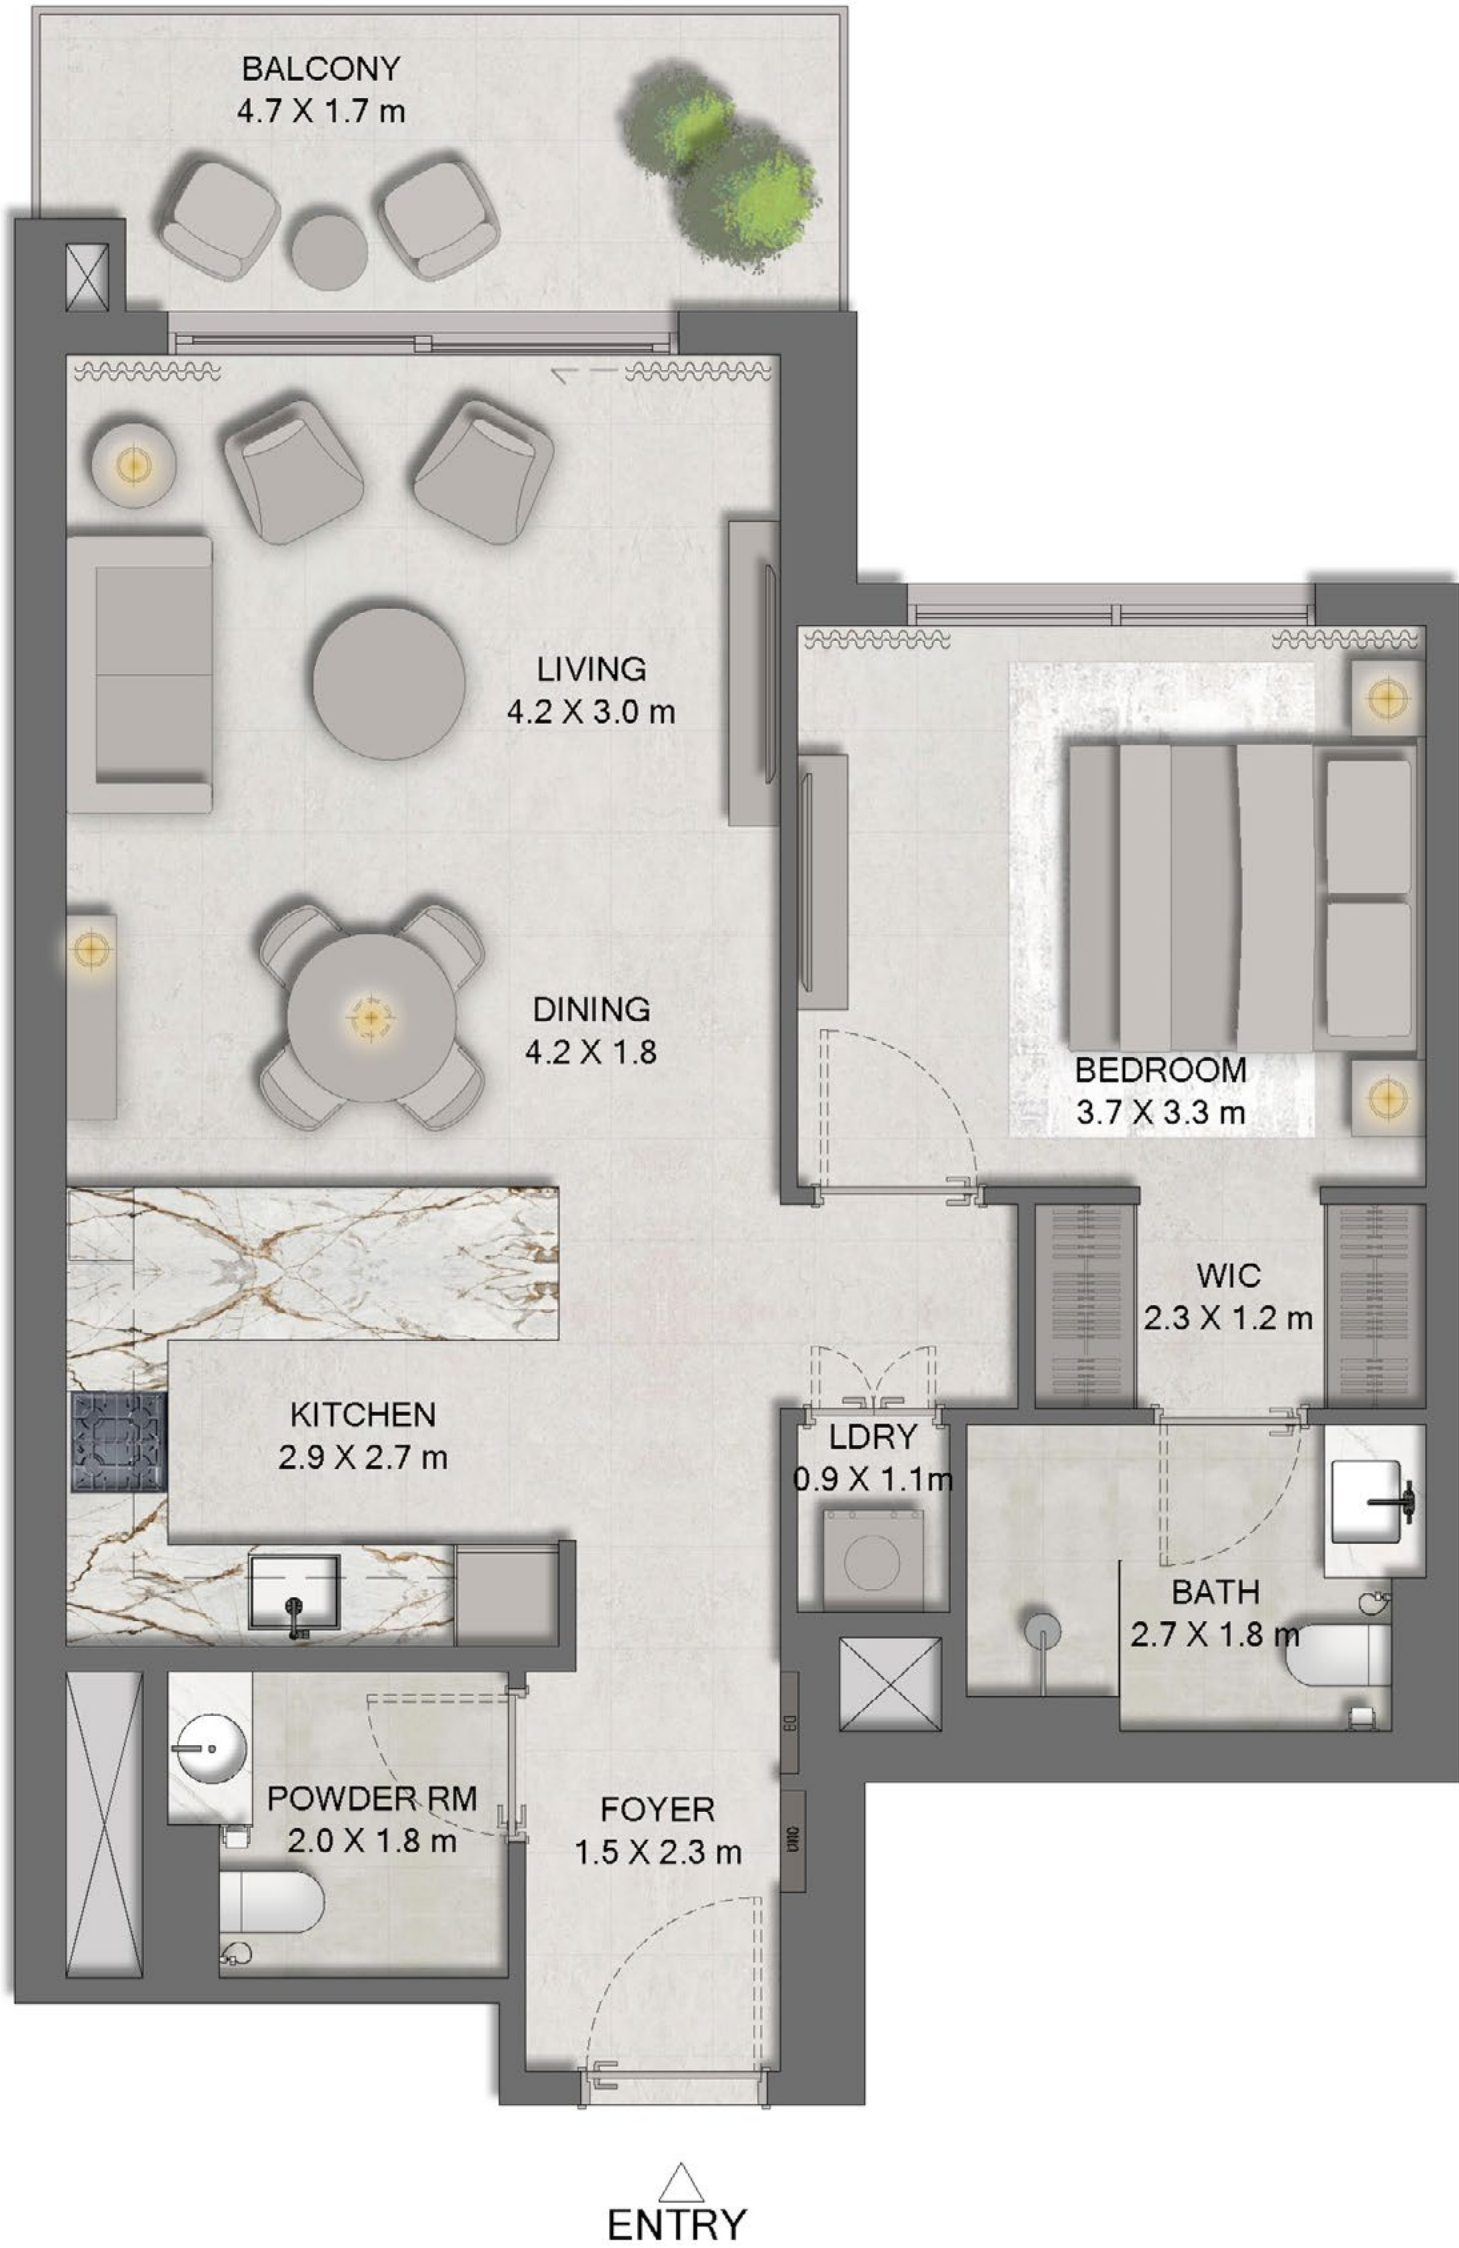 BALCONY
4.7 X 1.7 m
LIVING
4.2 X 3.0 m
DINING
4.2 X 1.8
BEDROOM
3.7 X 3.3 m
WIC
2.3 X 1.2 m
KITCHEN
2.9 X 2.7 m
LDRY
0.9 X 1.1m
BATH
2.7 X 1.8 m
DB
POWDER RM
2.0 X 1.8 m
FOYER
1.5 X 2.3 m
ENTRY